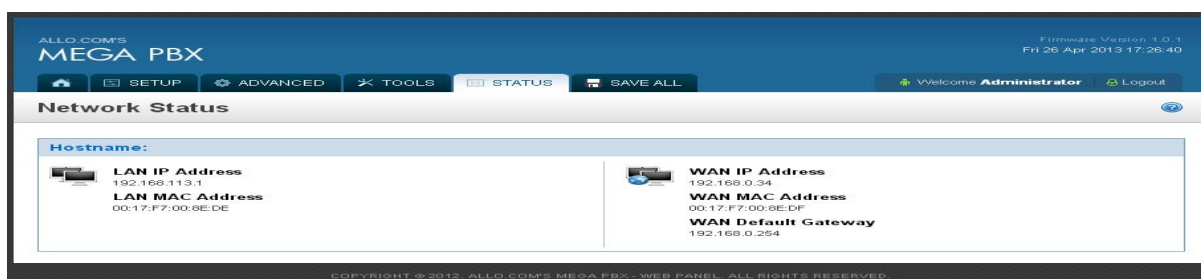 ALLO.COM'S
MEGA PBX
Firmware Version 1.0.1
Fri 26 Apr 2013 17:26:40
SETUP ADVANCED TOOLS STATUS SAVE ALL Welcome Administrator Logout
Network Status
Hostname:
LAN IP Address
192.168.113.1
LAN MAC Address
00:17:F7:00:8E:DE
WAN IP Address
192.168.0.34
WAN MAC Address
00:17:F7:00:8E:DF
WAN Default Gateway
192.168.0.254
COPYRIGHT © 2012. ALLO.COM'S MEGA PBX - WEB PANEL. ALL RIGHTS RESERVED.